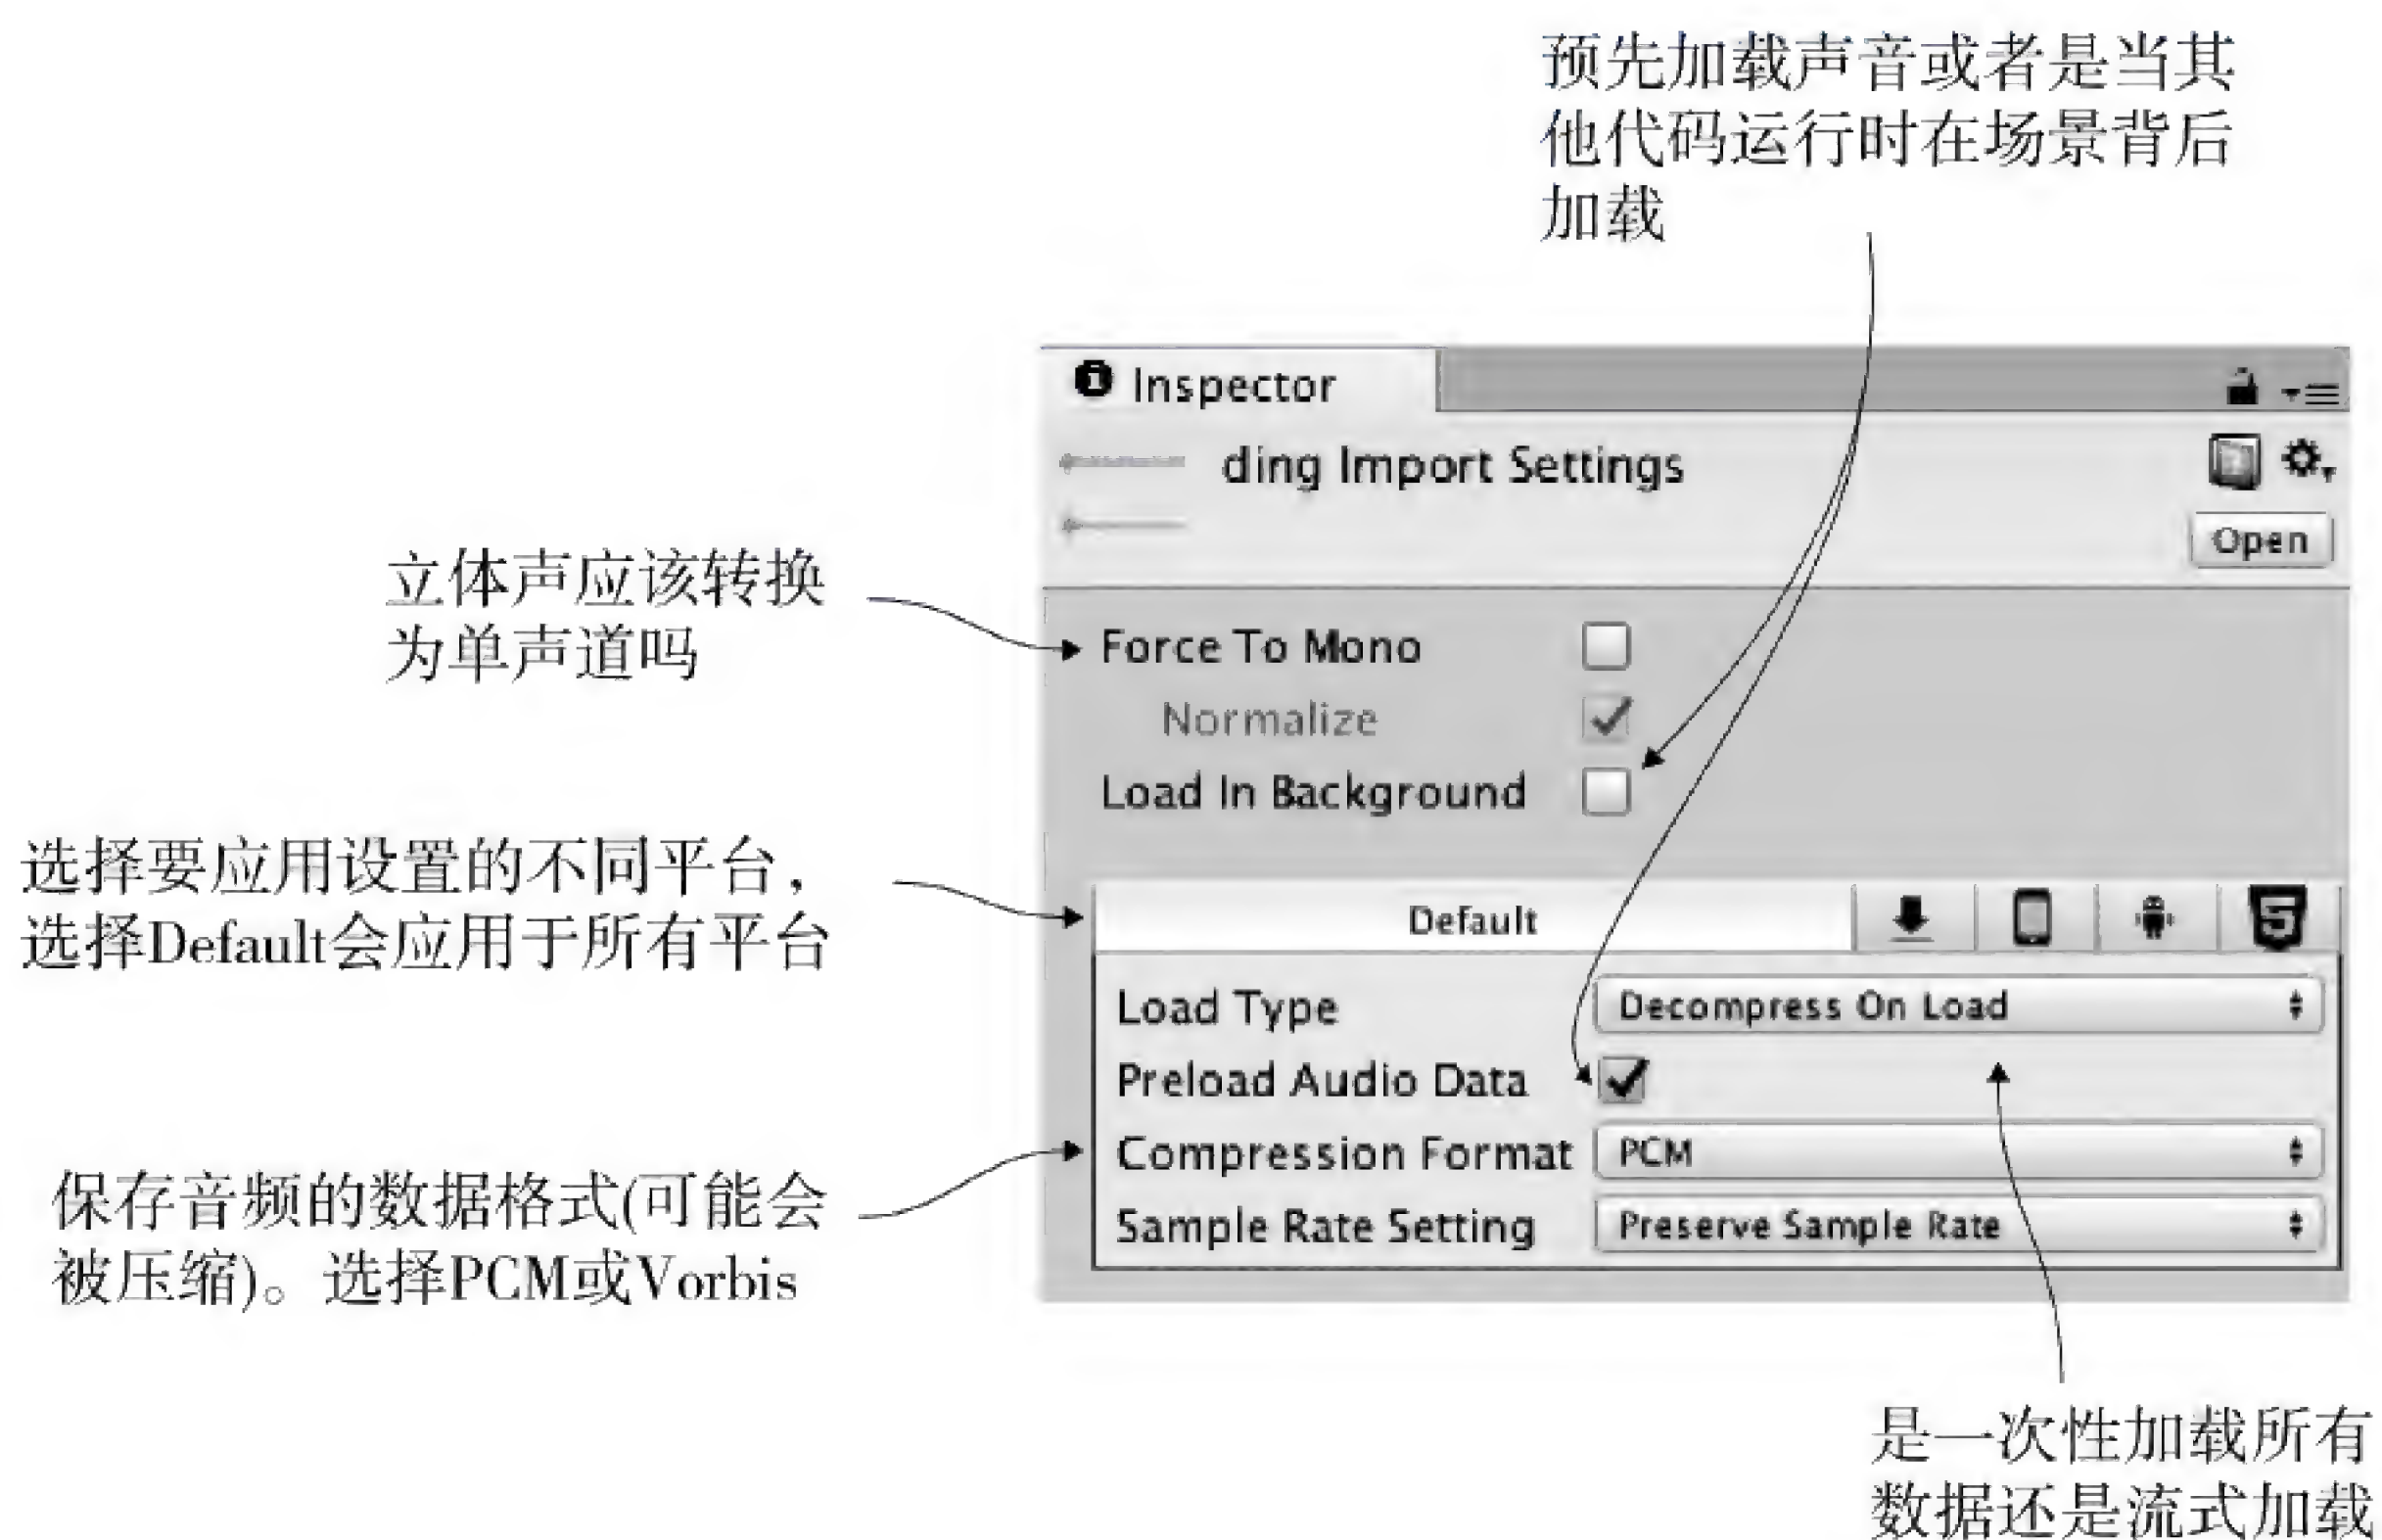 预先加载声音或者是当其
他代码运行时在场景背后
加载
Inspector
ding Import Settings
Open
立体声应该转换
为单声道吗
Force To Mono
Normalize
Load In Background
选择要应用设置的不同平台，
选择Default会应用于所有平台
Default
Load Type
Decompress On Load
Preload Audio Data
保存音频的数据格式(可能会
被压缩)。选择PCM或Vorbis
Compression Format
PCM
Sample Rate Setting
Preserve Sample Rate
是一次性加载所有
数据还是流式加载